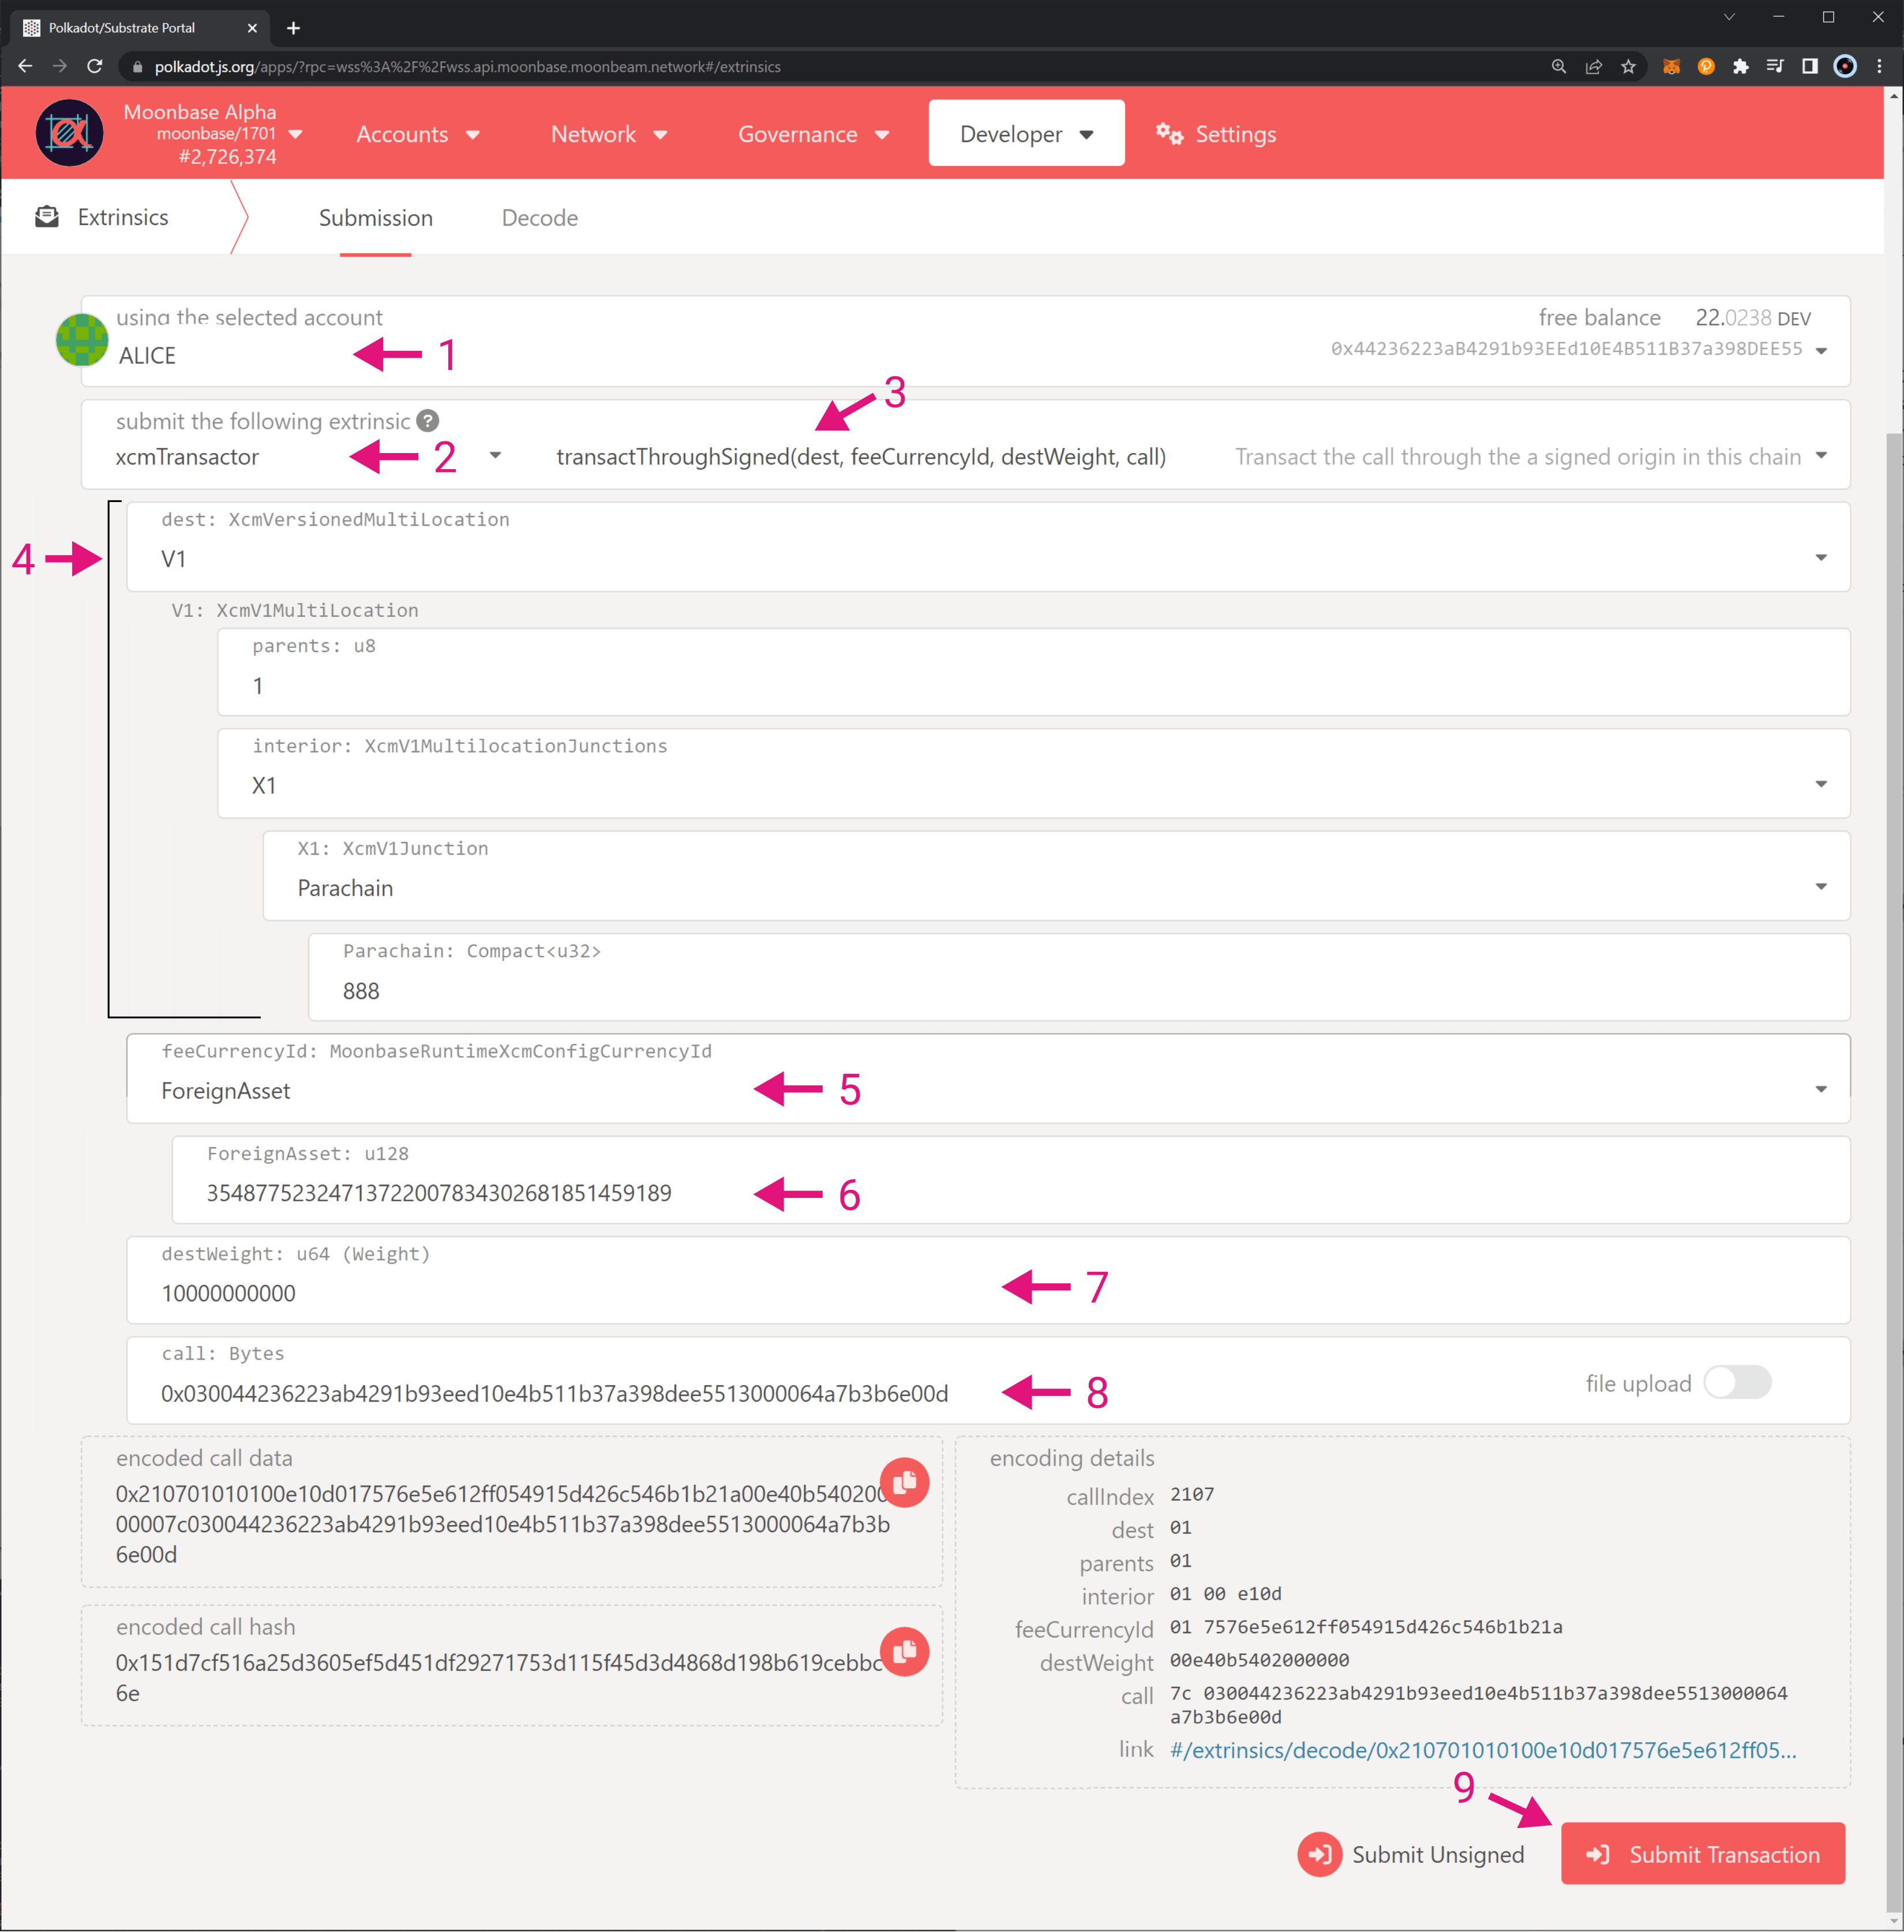 Polkadot/Substrate Portal
polkadot.js.org/apps/?rpc=wss%3A%2F%2Fwss.api.moonbase.moonbeam.network#/extrinsics
Moonbase Alpha
moonbase/1701
#2,726,374
Accounts
Network
Governance
Developer
Settings
Extrinsics
Submission
Decode
using the selected account
free balance 22.0238 DEV
ALICE
1
0x44236223aB4291b93EEd10E4B511B37a398DEE55
3
submit the following extrinsic ?
xcmTransactor
2
transactThroughSigned(dest, feeCurrencyId, destWeight, call)
Transact the call through the a signed origin in this chain
dest: XcmVersionedMultiLocation
4
V1
V1: XcmV1MultiLocation
parents: u8
1
interior: XcmV1MultilocationJunctions
X1
X1: XcmV1Junction
Parachain
Parachain: Compact<u32>
888
feeCurrencyId: MoonbaseRuntimeXcmConfigCurrencyId
ForeignAsset
5
ForeignAsset: u128
35487752324713722007834302681851459189
6
destWeight: u64 (Weight)
10000000000
7
call: Bytes
0x030044236223ab4291b93eed10e4b511b37a398dee5513000064a7b3b6e00d
8
file upload
encoded call data
0x210701010100e10d017576e5e612ff054915d426c546b1b21a00e40b540200
00007c030044236223ab4291b93eed10e4b511b37a398dee5513000064a7b3b
6e00d
encoded call hash
0x151d7cf516a25d3605ef5d451df29271753d115f45d3d4868d198b619cebbc
6e
encoding details
callIndex 2107
dest 01
parents 01
interior 01 00 e10d
feeCurrencyId 01 7576e5e612ff054915d426c546b1b21a
destWeight 00e40b5402000000
call 7c 030044236223ab4291b93eed10e4b511b37a398dee5513000064
a7b3b6e00d
link #/extrinsics/decode/0x210701010100e10d017576e5e612ff05...
9
Submit Unsigned
Submit Transaction